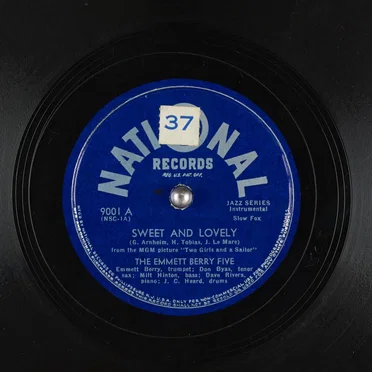 37
NATIONAL
RECORDS
REG. U.S. PAT. OFF.
9001 A
(NSC-1A)
JAZZ SERIES
Instrumental
Slow Fox
SWEET AND LOVELY
(G. Arnheim, H. Tobias, J. Le Mare)
from the MGM picture "Two Girls and a Sailor"
THE EMMETT BERRY FIVE
Emmett Berry, trumpet; Don Byas, tenor
sax; Milt Hinton, bass; Dave Rivera,
piano; J. C. Heard, drums